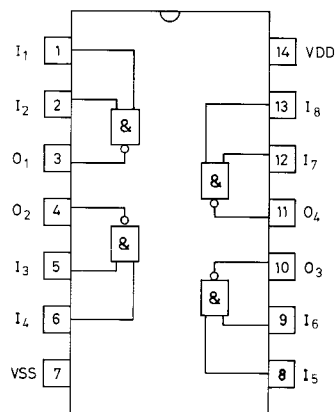 I1 1 14 VDD
I2 2 13 I8
&
O1 3 12 I7
&
O2 4 11 O4
&
I3 5 10 O3
&
I4 6 9 I6
VSS 7 8 I5